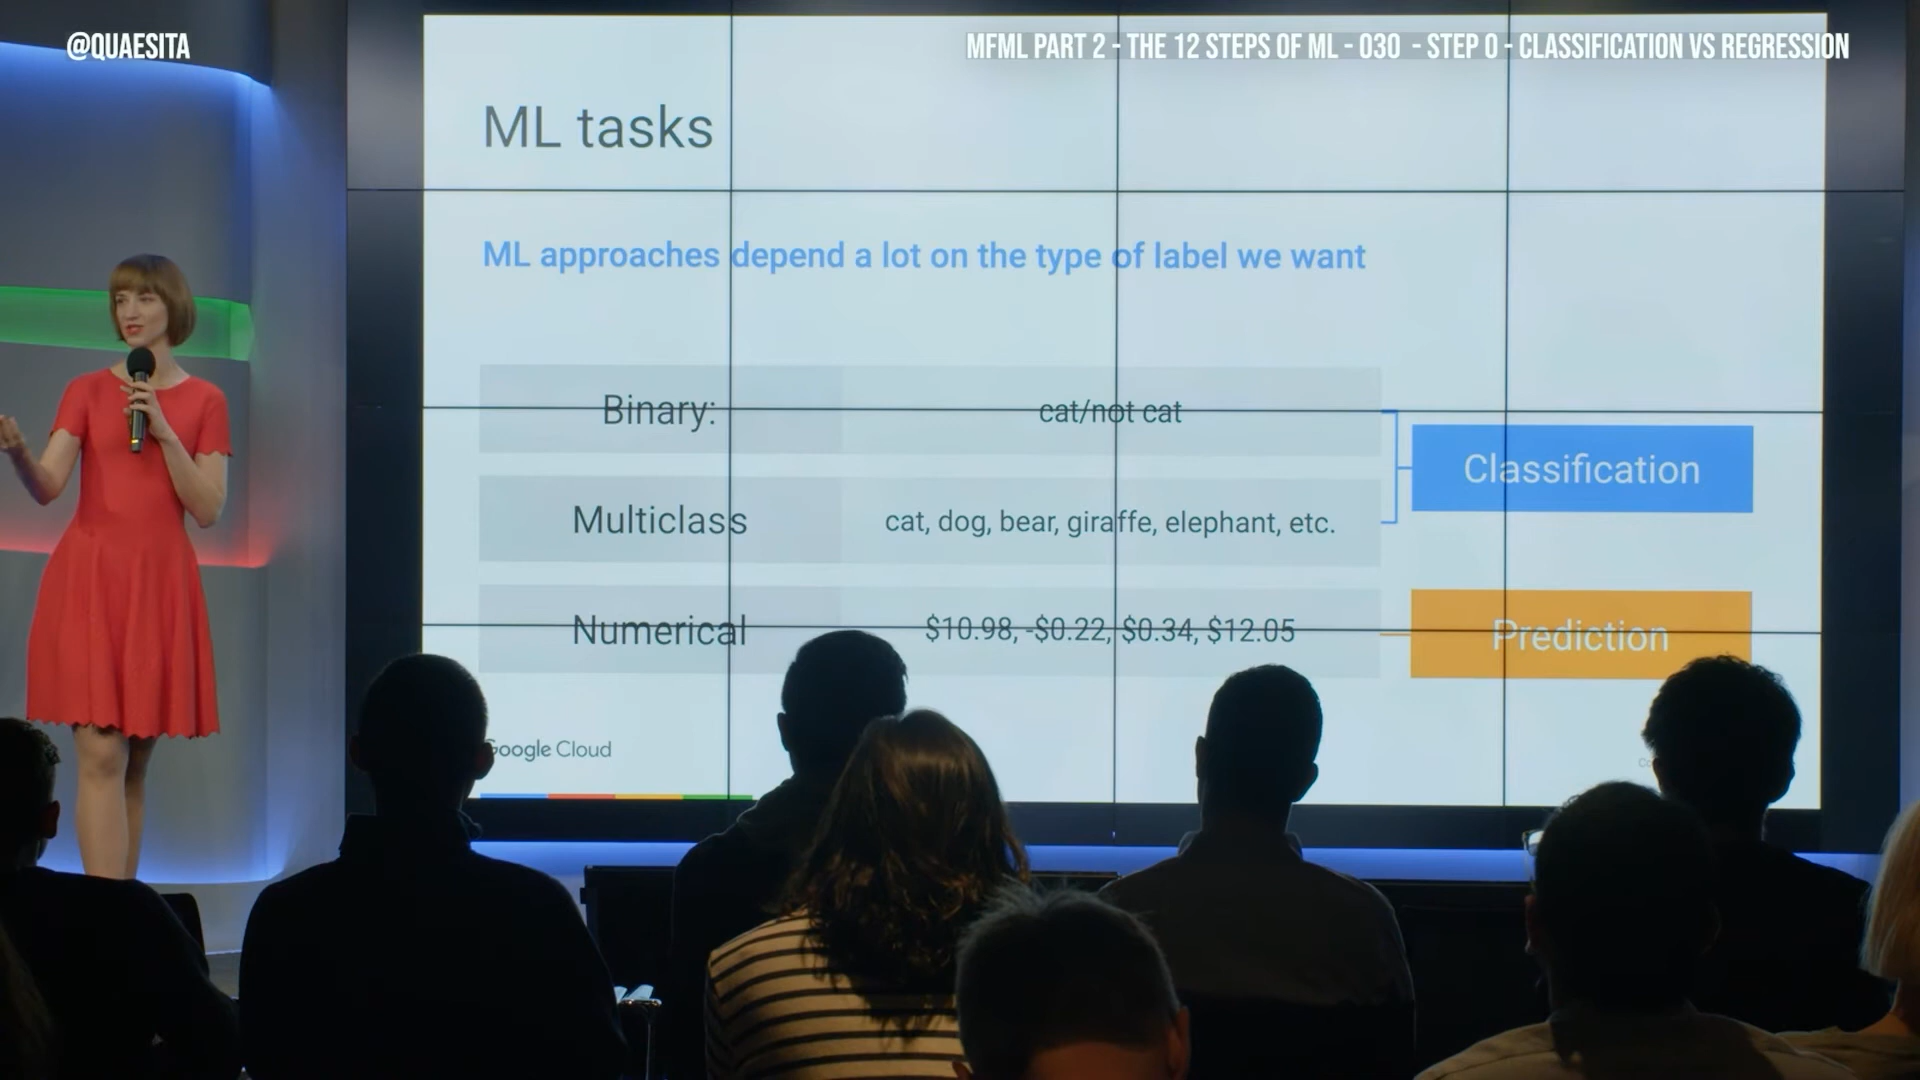 @QUAESITA
MFML PART 2 - THE 12 STEPS OF ML - 030 - STEP 0 - CLASSIFICATION VS REGRESSION
ML tasks
ML approaches depend a lot on the type of label we want
Binary:
cat/not cat
Classification
Multiclass
cat, dog, bear, giraffe, elephant, etc.
Numerical
$10.98, -$0.22, $0.34, $12.05
Prediction
Google Cloud